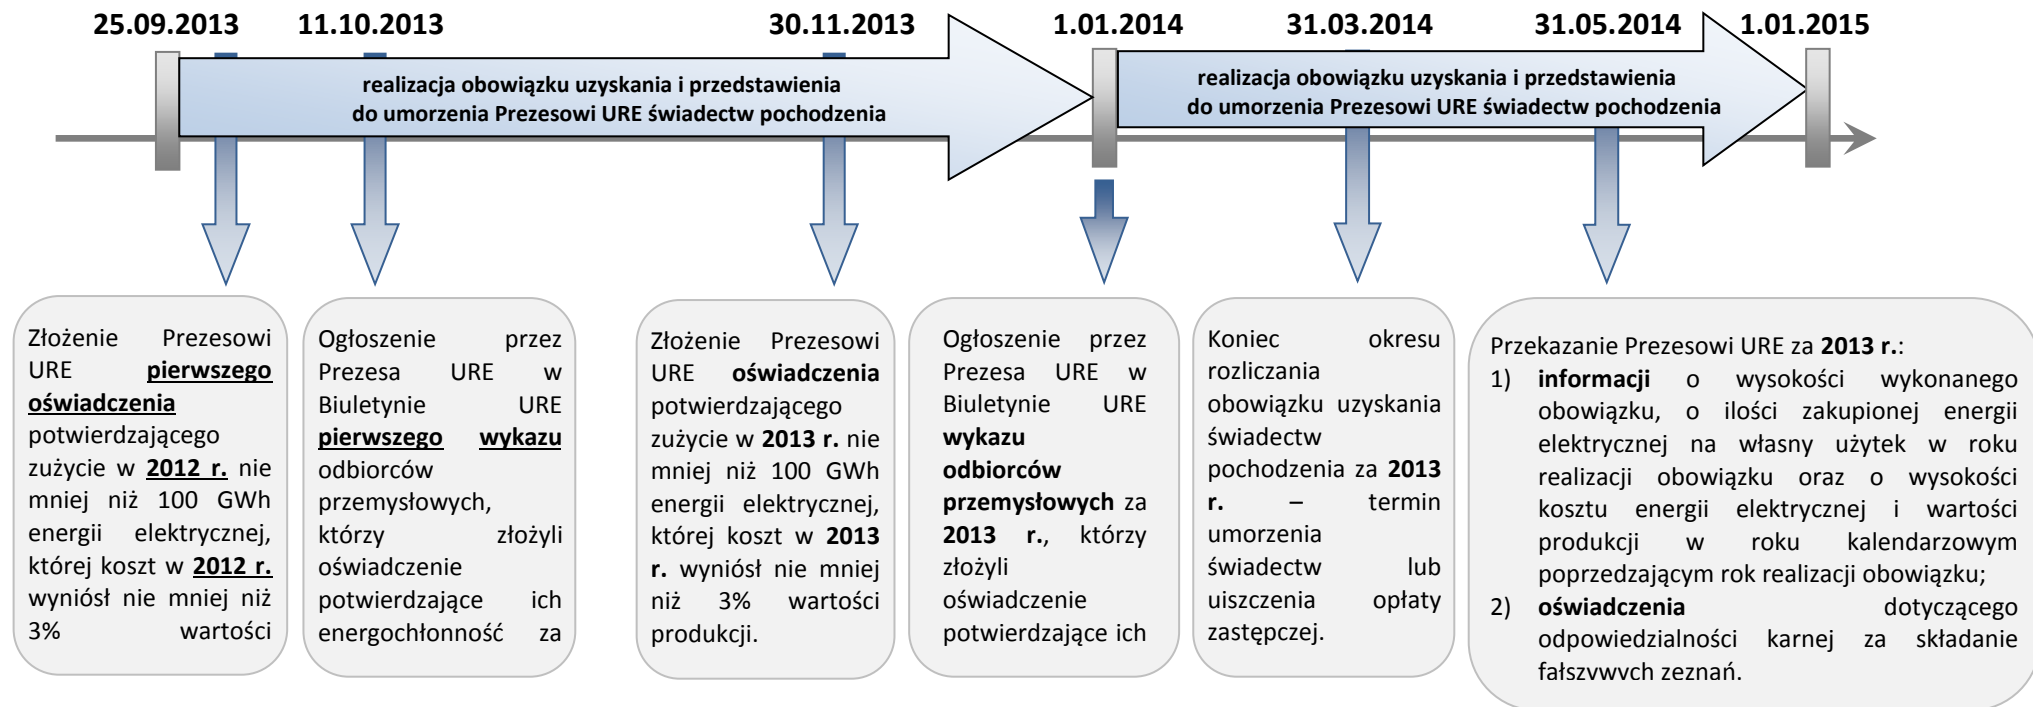 25.09.2013 11.10.2013 30.11.2013 1.01.2014 31.03.2014 31.05.2014 1.01.2015
realizacja obowiązku uzyskania i przedstawienia
do umorzenia Prezesowi URE świadectw pochodzenia
realizacja obowiązku uzyskania i przedstawienia
do umorzenia Prezesowi URE świadectw pochodzenia
Złożenie Prezesowi
URE pierwszego
oświadczenia
potwierdzającego
zużycie w 2012 r. nie
mniej niż 100 GWh
energii elektrycznej,
której koszt w 2012 r.
wyniósł nie mniej niż
3% wartości
Ogłoszenie przez
Prezesa URE w
Biuletynie URE
pierwszego wykazu
odbiorców
przemysłowych,
którzy złożyli
oświadczenie
potwierdzające ich
energochłonność za
Złożenie Prezesowi
URE oświadczenia
potwierdzającego
zużycie w 2013 r. nie
mniej niż 100 GWh
energii elektrycznej,
której koszt w 2013
r. wyniósł nie mniej
niż 3% wartości
produkcji.
Ogłoszenie przez
Prezesa URE w
Biuletynie URE
wykazu
odbiorców
przemysłowych za
2013 r., którzy
złożyli
oświadczenie
potwierdzające ich
Koniec okresu
rozliczania
obowiązku uzyskania
świadectw
pochodzenia za 2013
r. – termin
umorzenia
świadectw lub
uiszczenia opłaty
zastępczej.
Przekazanie Prezesowi URE za 2013 r.:
1) informacji o wysokości wykonanego
obowiązku, o ilości zakupionej energii
elektrycznej na własny użytek w roku
realizacji obowiązku oraz o wysokości
kosztu energii elektrycznej i wartości
produkcji w roku kalendarzowym
poprzedzającym rok realizacji obowiązku;
2) oświadczenia dotyczącego
odpowiedzialności karnej za składanie
fałszywych zeznań.